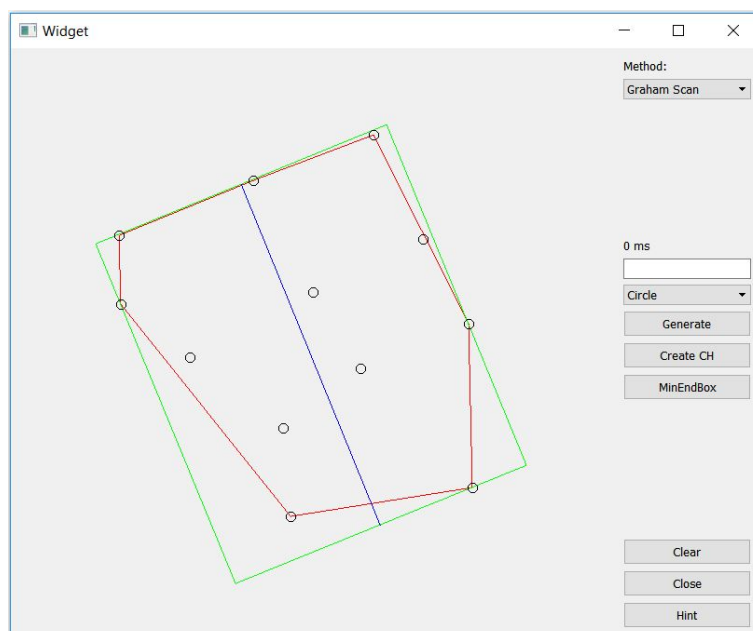 Widget
Method:
Graham Scan
0 ms
Circle
Generate
Create CH
MinEndBox
Clear
Close
Hint